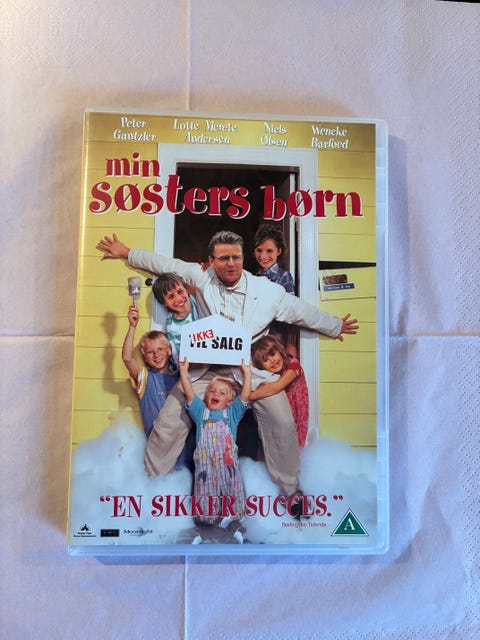 Peter Gantzler
Lotte Merete Andersen
Niels Olsen
Wencke Barfoed
min
søsters børn
IKKE
TIL SALG
"EN SIKKER SUCCES."
Berlingske Tidende
A